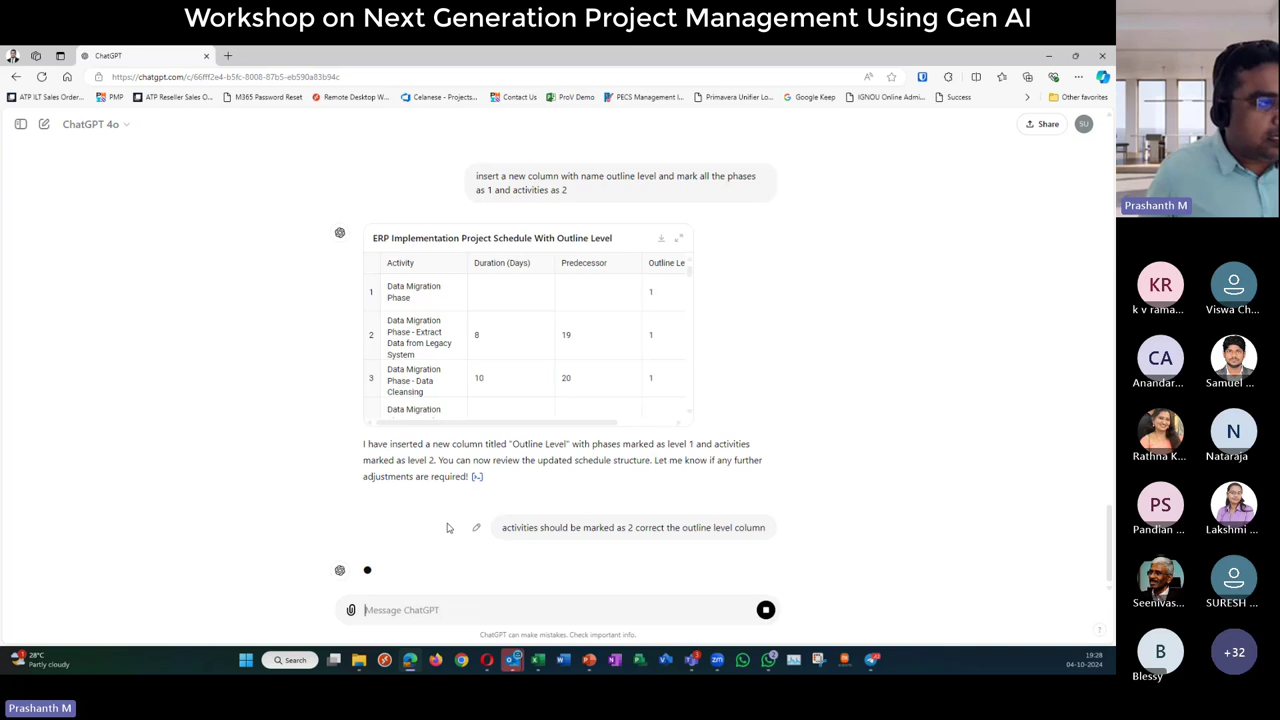 Workshop on Next Generation Project Management Using Gen AI
ChatGPT
https://chatgpt.com/c/66fff2e4-b5fc-8008-87b5-eb590a83b94c
ATP ILT Sales Order...
PMP
ATP Reseller Sales O...
M365 Password Reset
Remote Desktop W...
Celanese - Projects...
Contact Us
ProV Demo
PECS Management I...
Primavera Unifier Lo...
Google Keep
IGNOU Online Admi...
Success
Other favorites
ChatGPT 4o
Share
SU
insert a new column with name outline level and mark all the phases
as 1 and activities as 2
ERP Implementation Project Schedule With Outline Level
Activity Duration (Days) Predecessor Outline Le
1 Data Migration
Phase 1
2 Data Migration
Phase - Extract
Data from Legacy
System 8 19 1
3 Data Migration
Phase - Data
Cleansing 10 20 1
Data Migration
I have inserted a new column titled "Outline Level" with phases marked as level 1 and activities
marked as level 2. You can now review the updated schedule structure. Let me know if any further
adjustments are required! [>-]
activities should be marked as 2 correct the outline level column
Message ChatGPT
ChatGPT can make mistakes. Check important info.
?
28°C
Partly cloudy
Search
19:28
04-10-2024
Prashanth M
KR
k v rama...
Viswa Ch...
CA
Anandar...
Samuel ...
Rathna K...
N
Nataraja
PS
Pandian ...
Lakshmi ...
Seenivas...
SURESH ...
B
Blessy
+32
Prashanth M